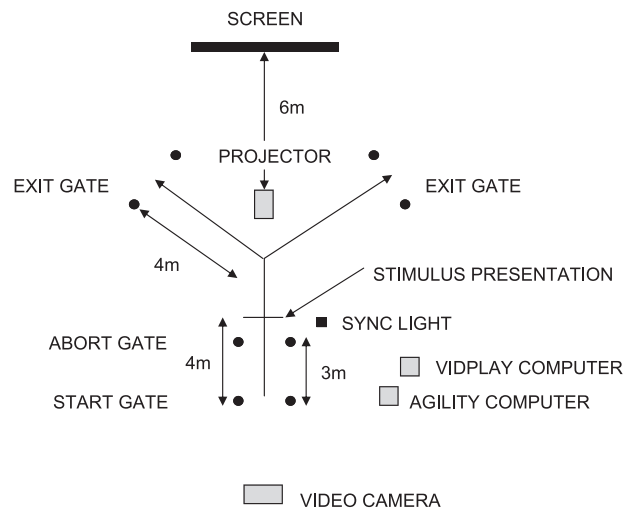 SCREEN
6m
PROJECTOR
EXIT GATE
EXIT GATE
4m
STIMULUS PRESENTATION
SYNC LIGHT
ABORT GATE
4m
3m
VIDPLAY COMPUTER
START GATE
AGILITY COMPUTER
VIDEO CAMERA